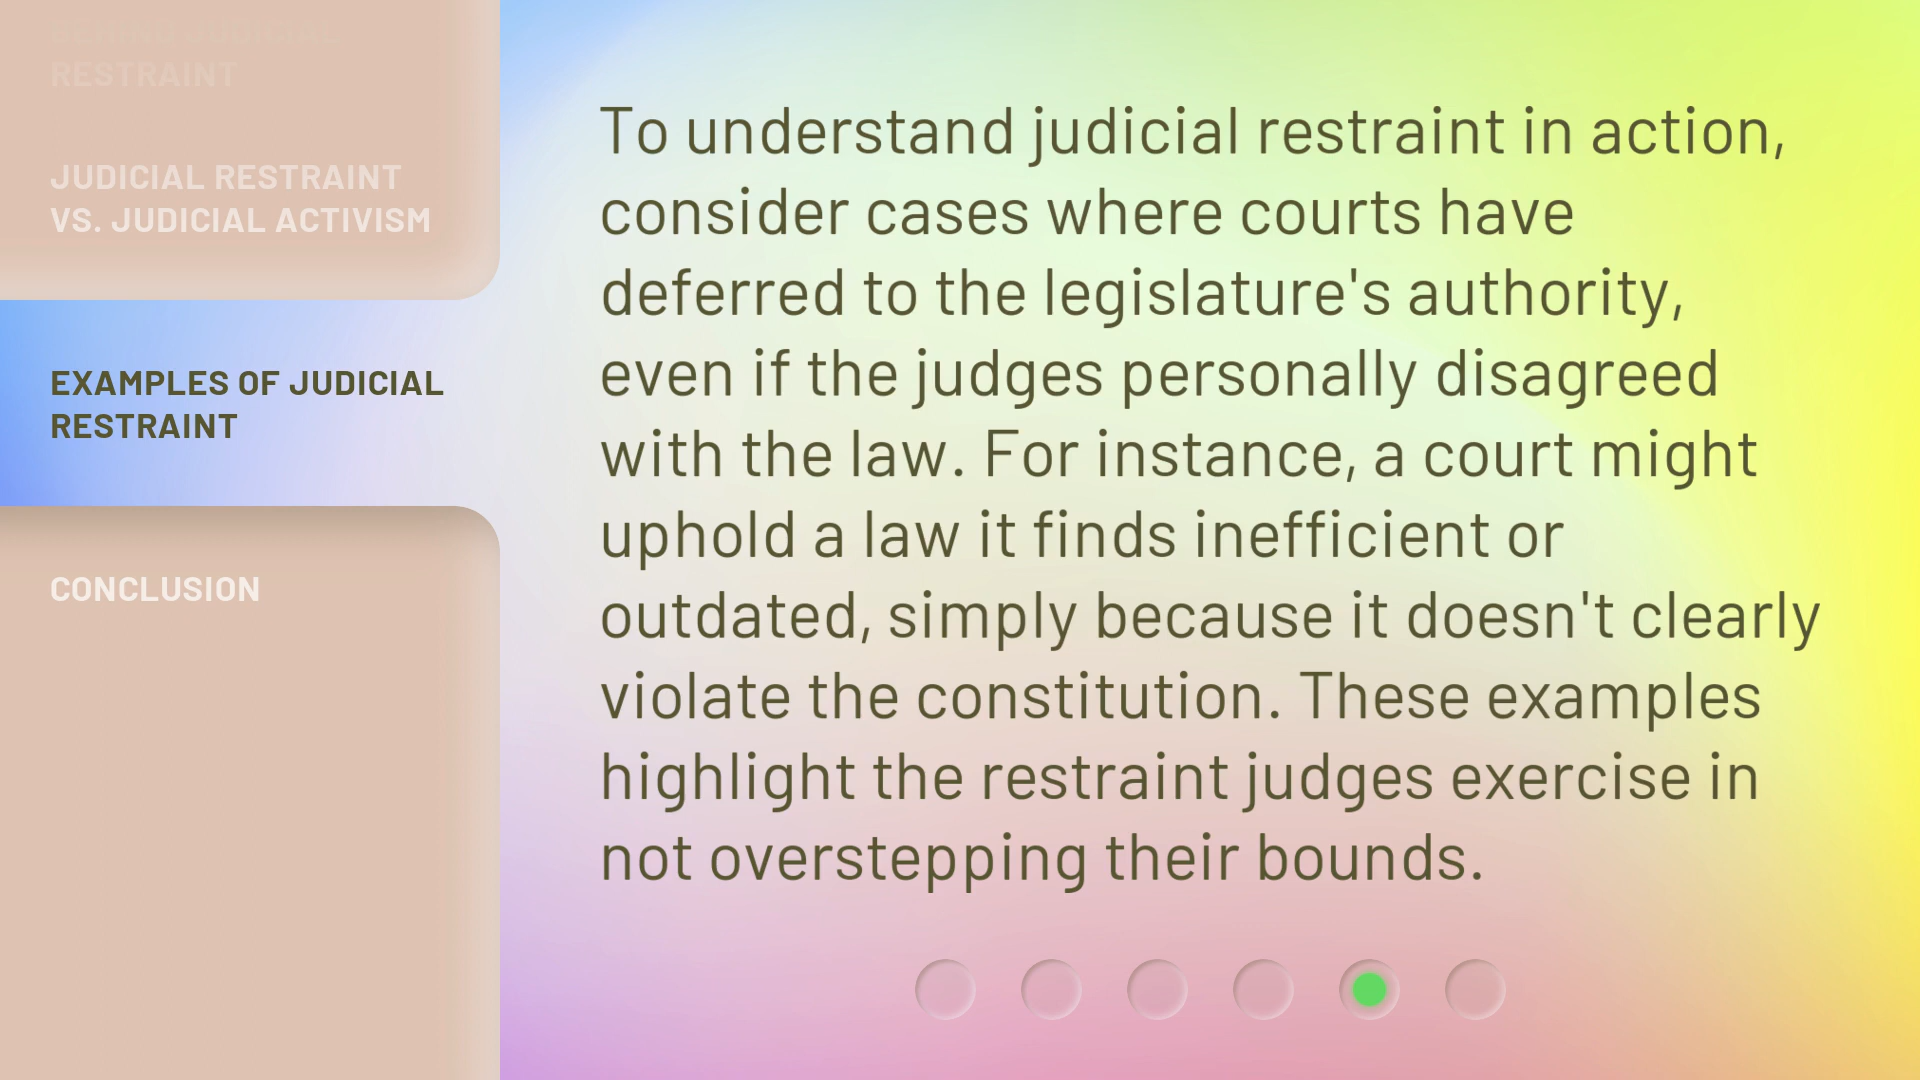 BEHIND JUDICIAL
RESTRAINT
JUDICIAL RESTRAINT
VS. JUDICIAL ACTIVISM
EXAMPLES OF JUDICIAL
RESTRAINT
CONCLUSION
To understand judicial restraint in action,
consider cases where courts have
deferred to the legislature's authority,
even if the judges personally disagreed
with the law. For instance, a court might
uphold a law it finds inefficient or
outdated, simply because it doesn't clearly
violate the constitution. These examples
highlight the restraint judges exercise in
not overstepping their bounds.